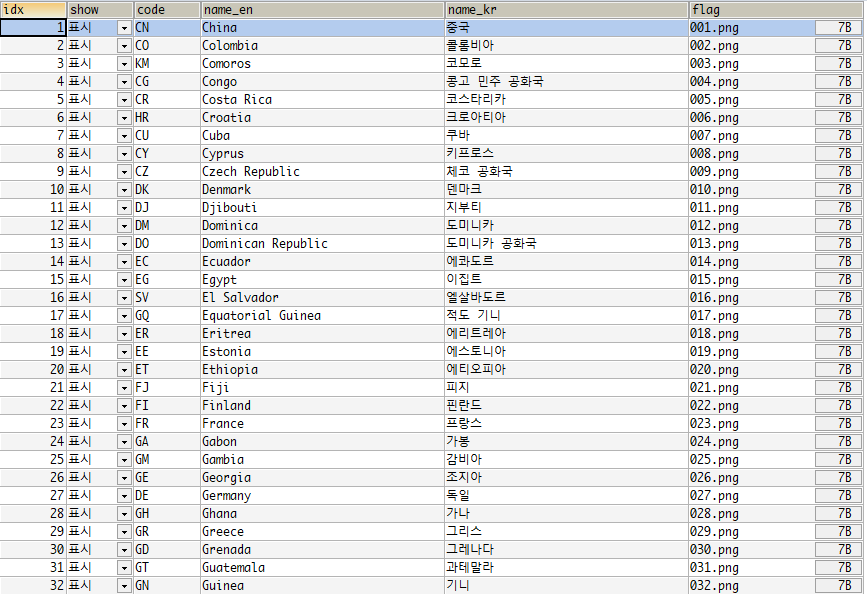 idx show code name_en name_kr flag
1 표시 CN China 중국 001.png 7B
2 표시 CO Colombia 콜롬비아 002.png 7B
3 표시 KM Comoros 코모로 003.png 7B
4 표시 CG Congo 콩고 민주 공화국 004.png 7B
5 표시 CR Costa Rica 코스타리카 005.png 7B
6 표시 HR Croatia 크로아티아 006.png 7B
7 표시 CU Cuba 쿠바 007.png 7B
8 표시 CY Cyprus 키프로스 008.png 7B
9 표시 CZ Czech Republic 체코 공화국 009.png 7B
10 표시 DK Denmark 덴마크 010.png 7B
11 표시 DJ Djibouti 지부티 011.png 7B
12 표시 DM Dominica 도미니카 012.png 7B
13 표시 DO Dominican Republic 도미니카 공화국 013.png 7B
14 표시 EC Ecuador 에콰도르 014.png 7B
15 표시 EG Egypt 이집트 015.png 7B
16 표시 SV El Salvador 엘살바도르 016.png 7B
17 표시 GQ Equatorial Guinea 적도 기니 017.png 7B
18 표시 ER Eritrea 에리트레아 018.png 7B
19 표시 EE Estonia 에스토니아 019.png 7B
20 표시 ET Ethiopia 에티오피아 020.png 7B
21 표시 FJ Fiji 피지 021.png 7B
22 표시 FI Finland 핀란드 022.png 7B
23 표시 FR France 프랑스 023.png 7B
24 표시 GA Gabon 가봉 024.png 7B
25 표시 GM Gambia 감비아 025.png 7B
26 표시 GE Georgia 조지아 026.png 7B
27 표시 DE Germany 독일 027.png 7B
28 표시 GH Ghana 가나 028.png 7B
29 표시 GR Greece 그리스 029.png 7B
30 표시 GD Grenada 그레나다 030.png 7B
31 표시 GT Guatemala 과테말라 031.png 7B
32 표시 GN Guinea 기니 032.png 7B